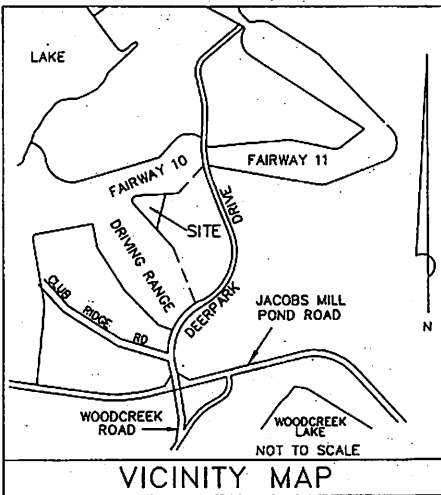 LAKE
FAIRWAY 10
FAIRWAY 11
DRIVING RANGE
SITE
DEERPARK DRIVE
CLUB RIDGE RD
JACOBS MILL
POND ROAD
N
WOODCREEK
ROAD
WOODCREEK
LAKE
NOT TO SCALE
VICINITY MAP